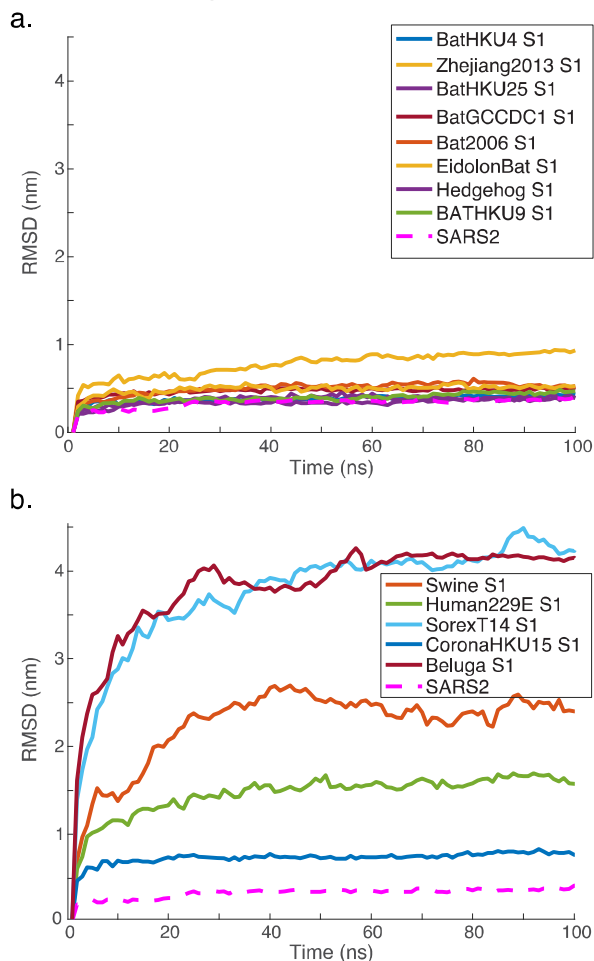 a.
4
3
2
1
0
RMSD (nm)
BatHKU4 S1
Zhejiang2013 S1
BatHKU25 S1
BatGCCDC1 S1
Bat2006 S1
EidolonBat S1
Hedgehog S1
BATHKU9 S1
SARS2
0 20 40 60 80 100
Time (ns)
b.
4
3
2
1
0
RMSD (nm)
Swine S1
Human229E S1
SorexT14 S1
CoronaHKU15 S1
Beluga S1
SARS2
0 20 40 60 80 100
Time (ns)